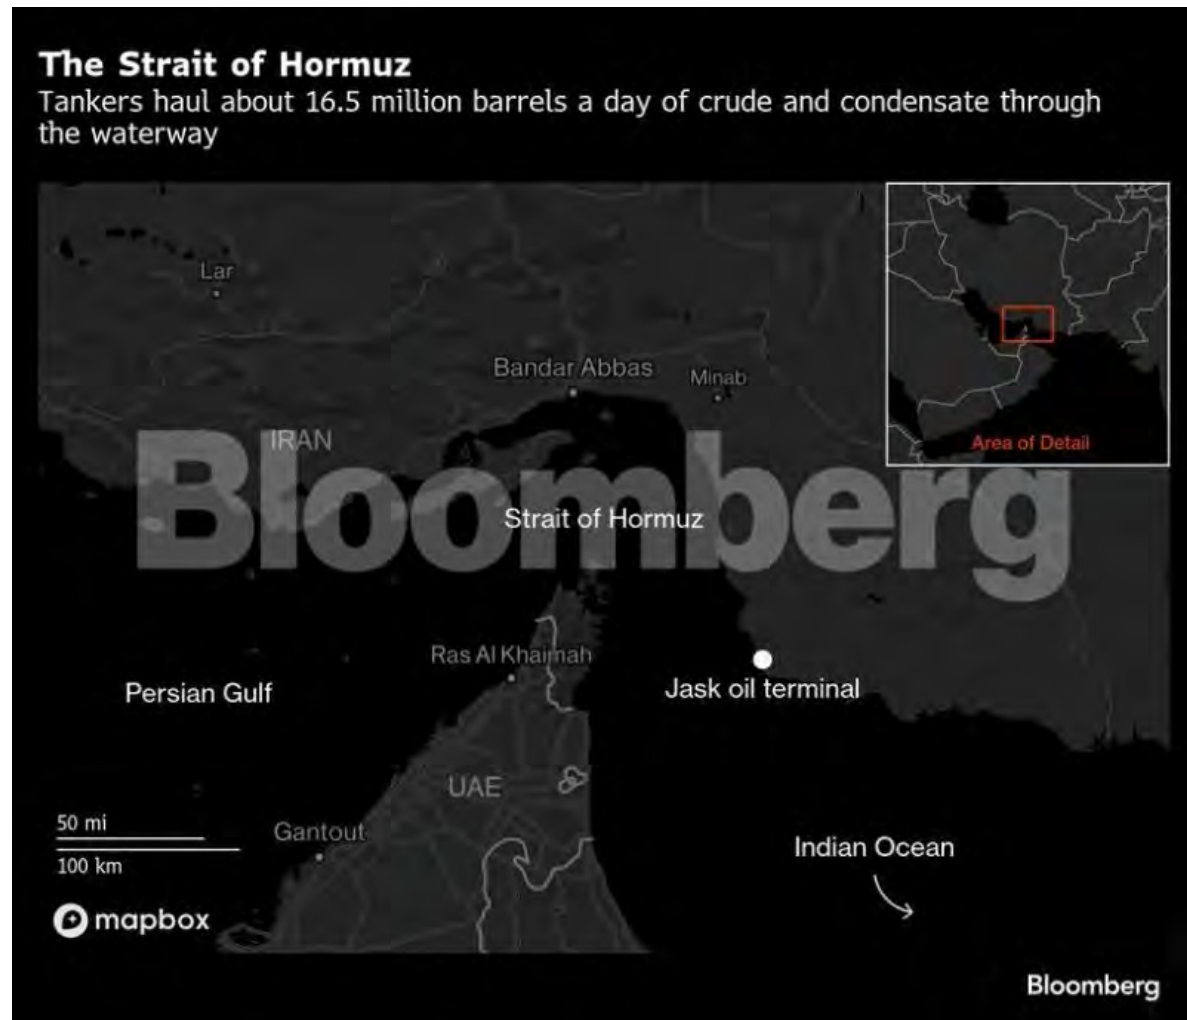 The Strait of Hormuz
Tankers haul about 16.5 million barrels a day of crude and condensate through
the waterway
Lar
Bandar Abbas
Minab
IRAN
Area of Detail
Bloomberg
Strait of Hormuz
Ras Al Khaimah
Jask oil terminal
Persian Gulf
UAE
50 mi
100 km
Gantout
Indian Ocean
mapbox
Bloomberg